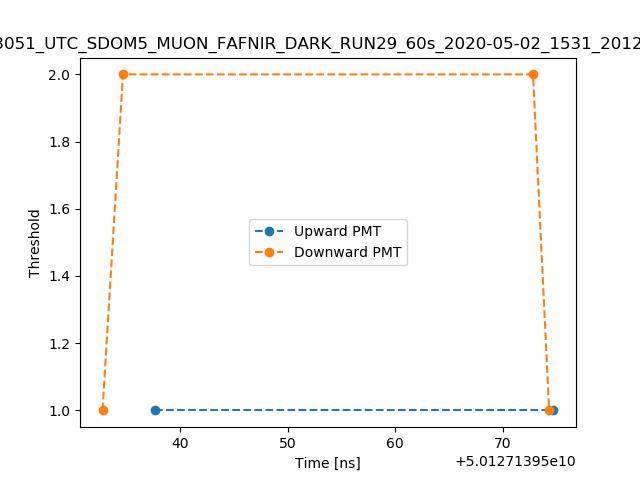 3051_UTC_SDOM5_MUON_FAFNIR_DARK_RUN29_60s_2020-05-02_1531_2012
2.0
1.8
1.6
1.4
1.2
1.0
Threshold
Upward PMT
Downward PMT
40 50 60 70
Time [ns]
+5.01271395e10